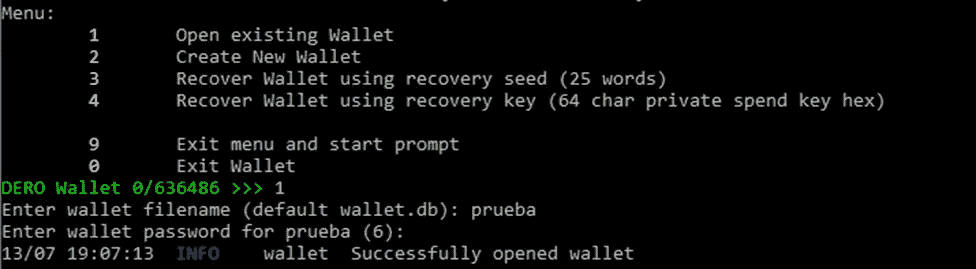 Menu:
1 Open existing Wallet
2 Create New Wallet
3 Recover Wallet using recovery seed (25 words)
4 Recover Wallet using recovery key (64 char private spend key hex)
9 Exit menu and start prompt
0 Exit Wallet
DERO Wallet 0/636486 >>> 1
Enter wallet filename (default wallet.db): prueba
Enter wallet password for prueba (6):
13/07 19:07:13 INFO wallet Successfully opened wallet